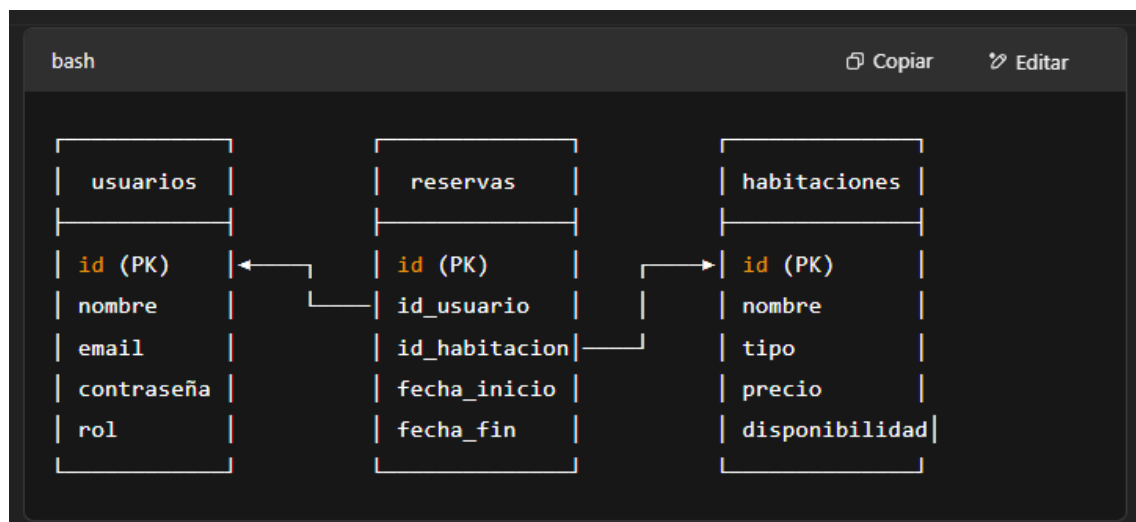 bash Copiar Editar
usuarios reservas habitaciones
id (PK) id (PK) id (PK)
nombre id_usuario nombre
email id_habitacion tipo
contraseña fecha_inicio precio
rol fecha_fin disponibilidad